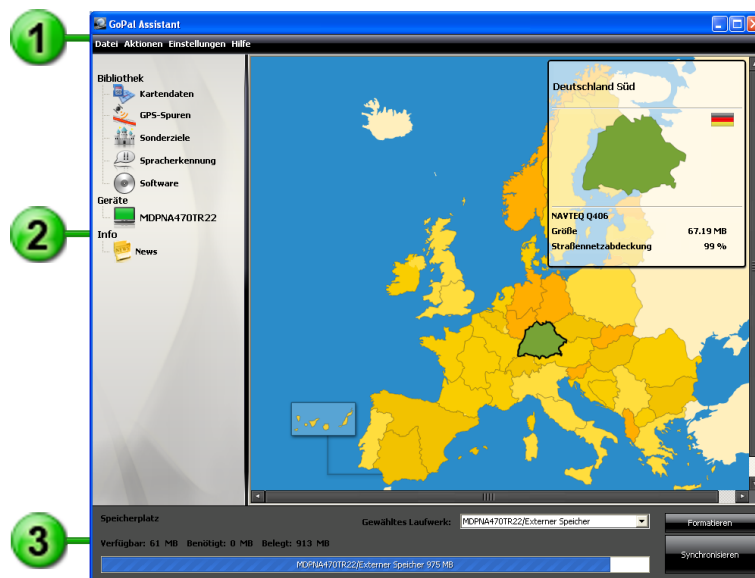 1
GoPal Assistant
Datei Aktionen Einstellungen Hilfe
Bibliothek
Kartendaten
GPS-Spuren
Sonderziele
Spracherkennung
Software
2
Geräte
MDPNA470TR22
Info
News
Deutschland Süd
NAVTEQ Q406
Größe 67.19 MB
Straßennetzabdeckung 99 %
3
Speicherplatz
Gewähltes Laufwerk: MDPNA470TR22/Externer Speicher
Formatieren
Verfügbar: 61 MB Benötigt: 0 MB Belegt: 913 MB
Synchronisieren
MDPNA470TR22/Externer Speicher 975 MB